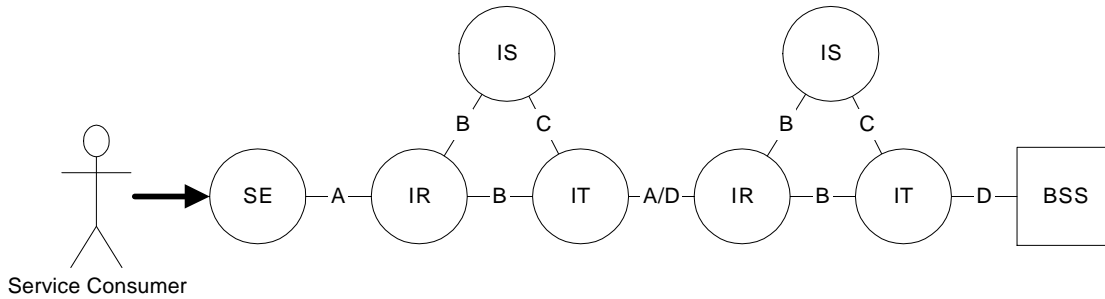 IS IS
B C B C
SE A IR B IT A/D IR B IT D BSS
Service Consumer